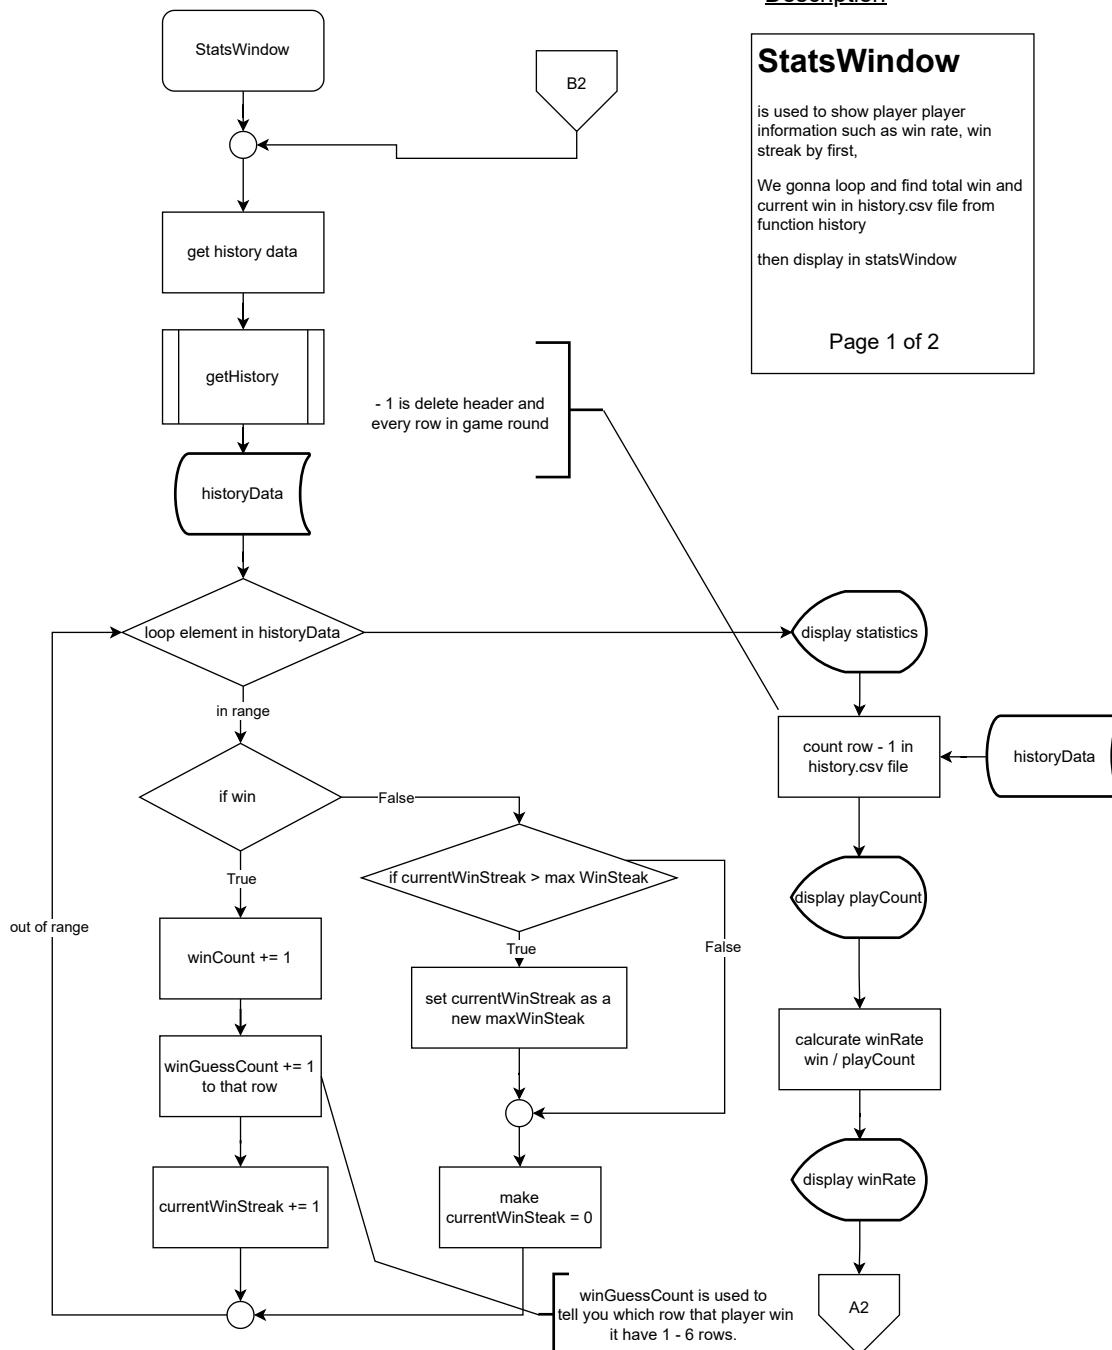 Description
StatsWindow
B2
StatsWindow
is used to show player player
information such as win rate, win
streak by first,
We gonna loop and find total win and
current win in history.csv file from
function history
then display in statsWindow
Page 1 of 2
get history data
getHistory
- 1 is delete header and
every row in game round
historyData
loop element in historyData
display statistics
in range
count row - 1 in
history.csv file
historyData
if win
False
if currentWinStreak > max WinSteak
True
display playCount
out of range
False
winCount += 1
True
set currentWinStreak as a
new maxWinSteak
calcurate winRate
win / playCount
winGuessCount += 1
to that row
display winRate
currentWinStreak += 1
make
currentWinSteak = 0
winGuessCount is used to
tell you which row that player win
it have 1 - 6 rows.
A2